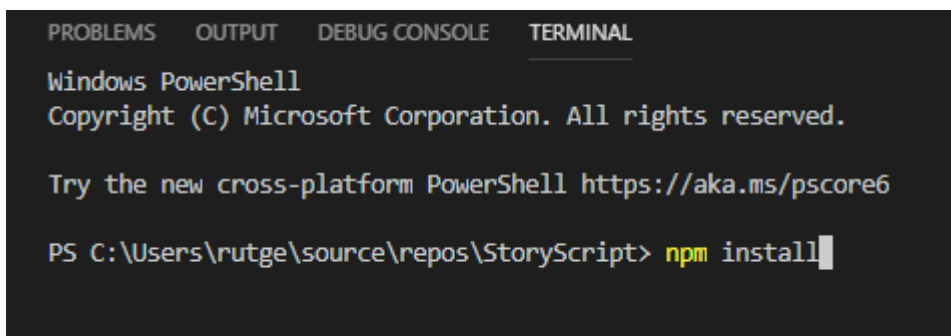 PROBLEMS OUTPUT DEBUG CONSOLE TERMINAL
Windows PowerShell
Copyright (C) Microsoft Corporation. All rights reserved.
Try the new cross-platform PowerShell https://aka.ms/pscore6
PS C:\Users\rutge\source\repos\StoryScript> npm install